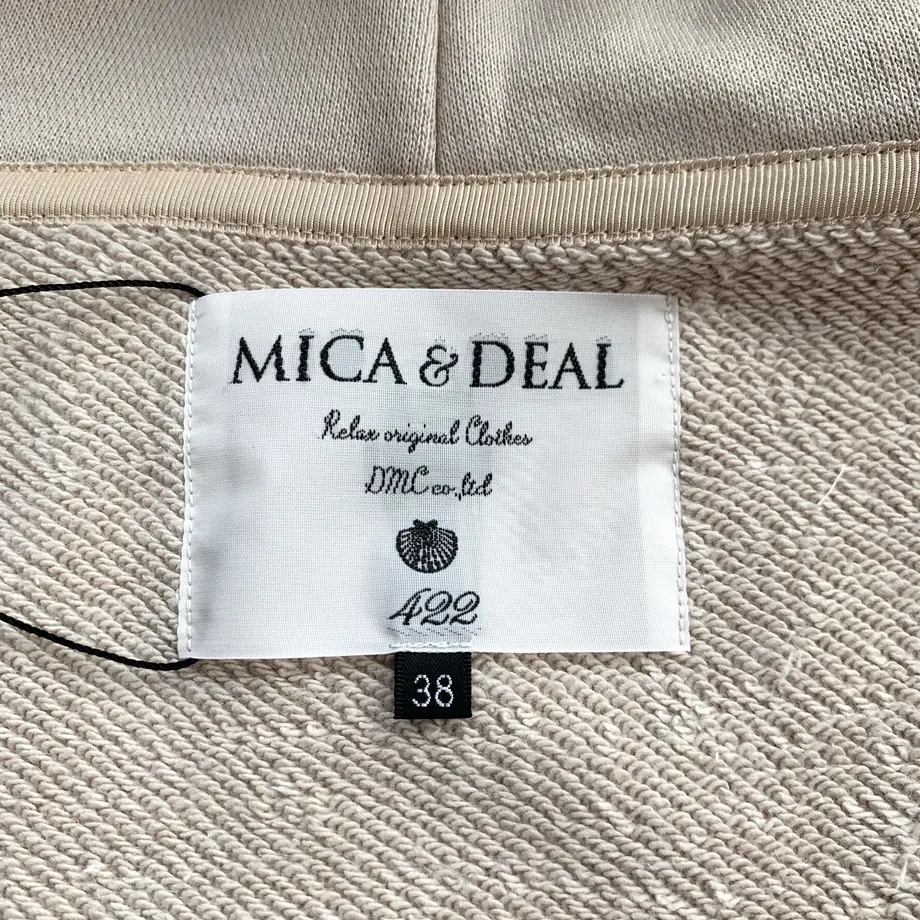 MICA & DEAL
Relax original Clothes
DMC co.,ltd
422
38